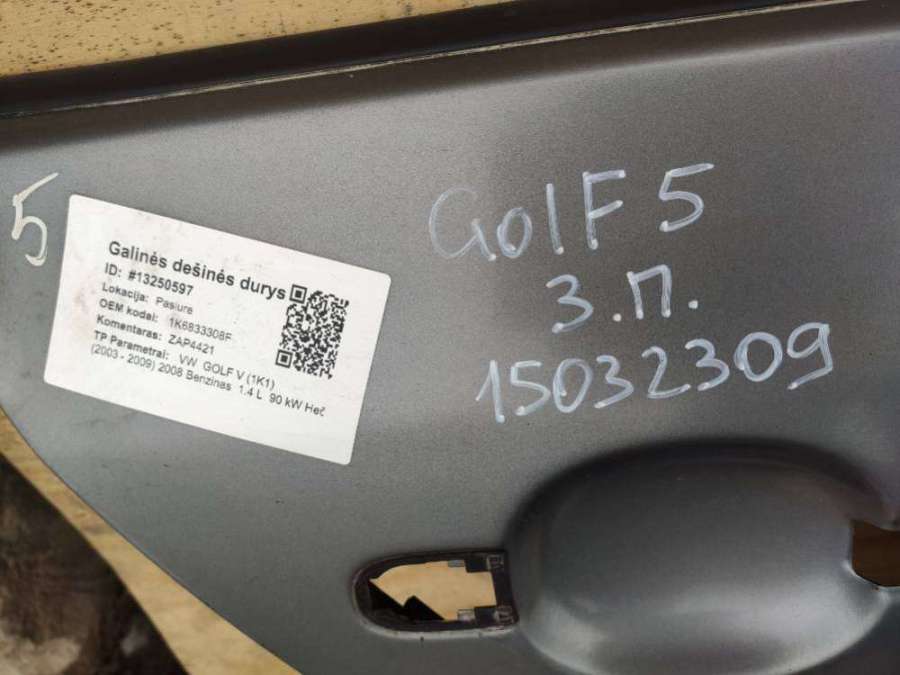 5
Galinės dešinės durys
ID: #13250597
Lokacija: Pasiure
OEM kodai: 1K6833308F
Komentaras: ZAP4421
TP Parametrai: VW GOLF V (1K1)
(2003 - 2009) 2008 Benzinas 1.4 L 90 kW Heč
Golf 5
З.П.
15032309